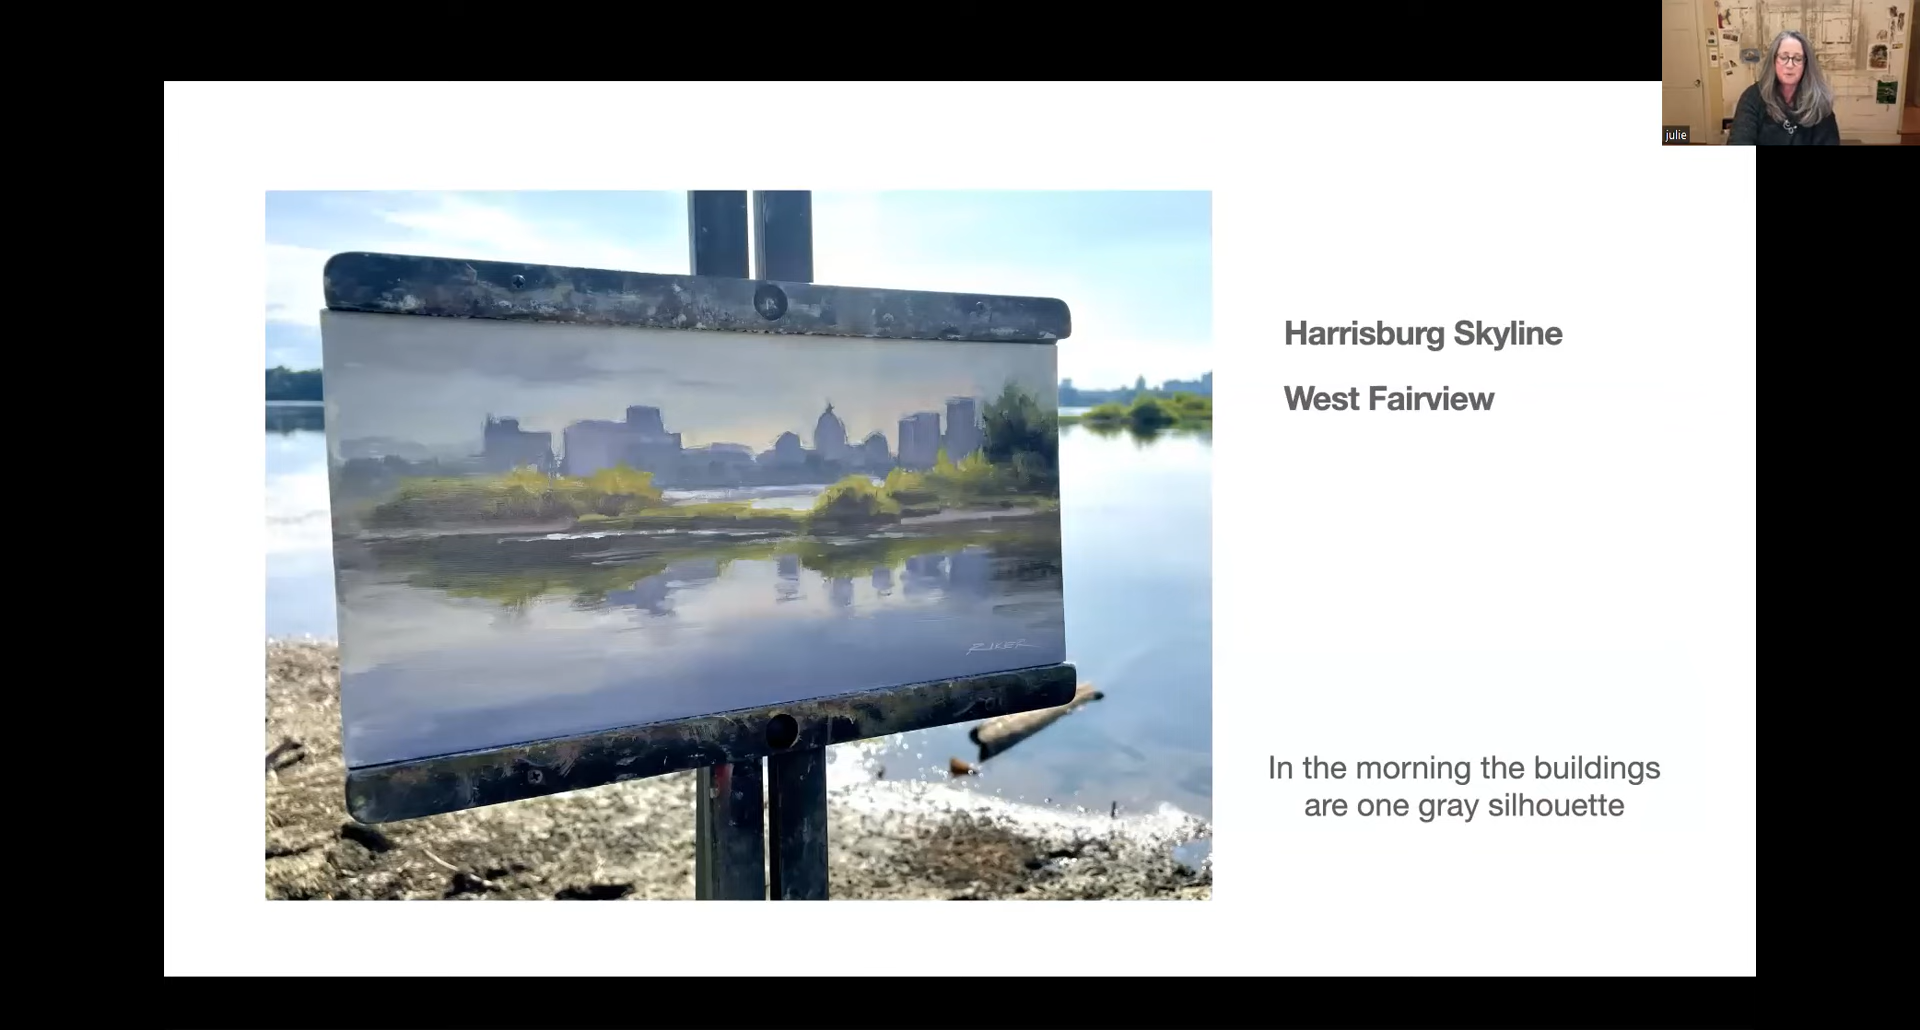 julie
Harrisburg Skyline
West Fairview
RIKER
In the morning the buildings
are one gray silhouette